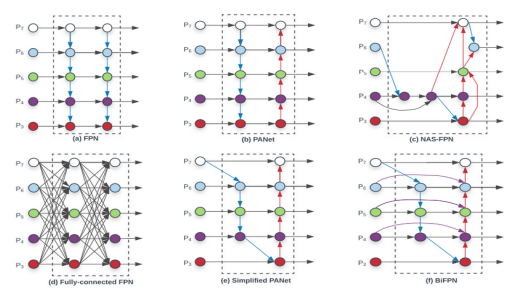 P7
P6
P5
P4
P3
(a) FPN
P7
P6
P5
P4
P3
(b) PANet
P7
P6
P5
P4
P3
(c) NAS-FPN
P7
P6
P5
P4
P3
(d) Fully-connected FPN
P7
P6
P5
P4
P3
(e) Simplified PANet
P7
P6
P5
P4
P3
(f) BiFPN